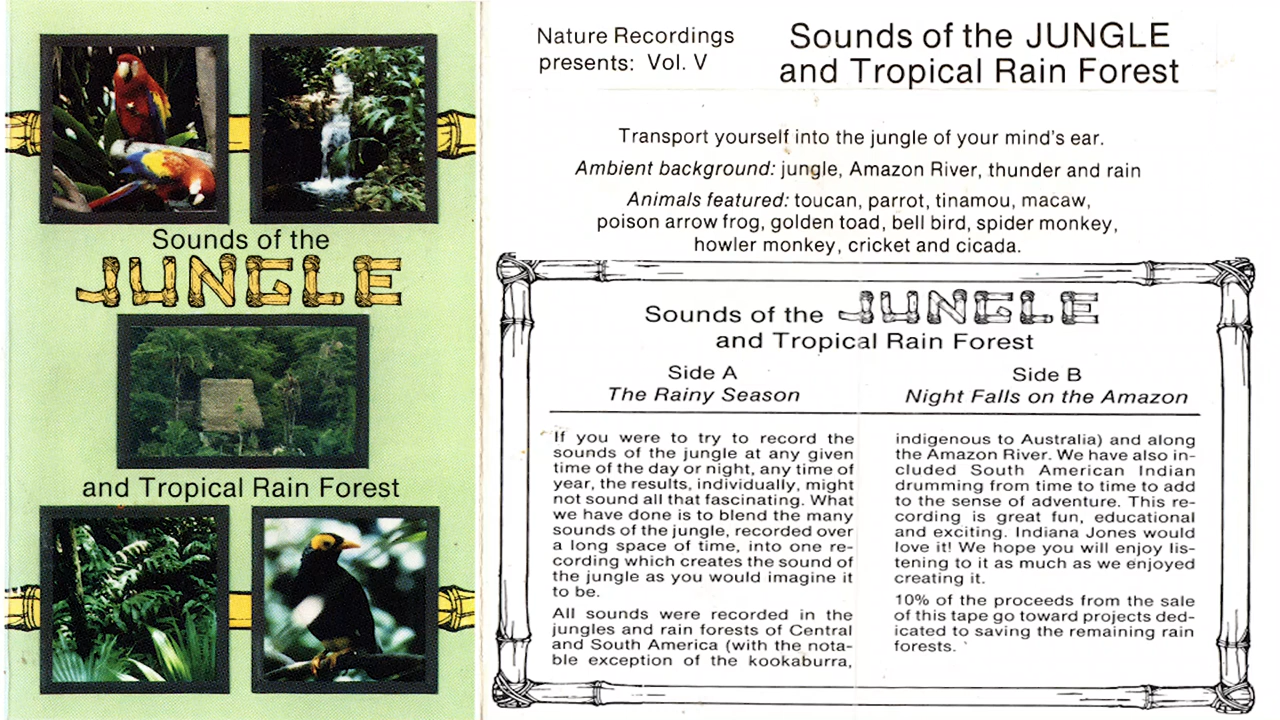 Sounds of the
JUNGLE
and Tropical Rain Forest
Nature Recordings
presents: Vol. V
Sounds of the JUNGLE
and Tropical Rain Forest
Transport yourself into the jungle of your mind's ear.
Ambient background: jungle, Amazon River, thunder and rain
Animals featured: toucan, parrot, tinamou, macaw,
poison arrow frog, golden toad, bell bird, spider monkey,
howler monkey, cricket and cicada.
Sounds of the JUNGLE
and Tropical Rain Forest
Side A
The Rainy Season
If you were to try to record the
sounds of the jungle at any given
time of the day or night, any time of
year, the results, individually, might
not sound all that fascinating. What
we have done is to blend the many
sounds of the jungle, recorded over
a long space of time, into one re-
cording which creates the sound of
the jungle as you would imagine it
to be.
All sounds were recorded in the
jungles and rain forests of Central
and South America (with the nota-
ble exception of the kookaburra,
Side B
Night Falls on the Amazon
indigenous to Australia) and along
the Amazon River. We have also in-
cluded South American Indian
drumming from time to time to add
to the sense of adventure. This re-
cording is great fun, educational
and exciting. Indiana Jones would
love it! We hope you will enjoy lis-
tening to it as much as we enjoyed
creating it.
10% of the proceeds from the sale
of this tape go toward projects ded-
icated to saving the remaining rain
forests.